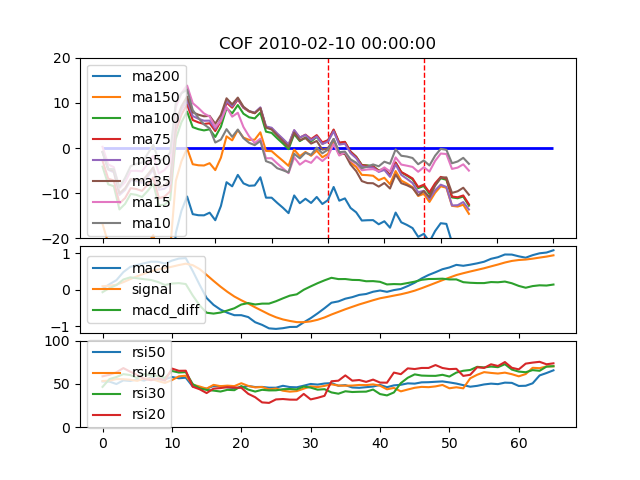 COF 2010-02-10 00:00:00
20
10
0
−10
−20
ma200
ma150
ma100
ma75
ma50
ma35
ma15
ma10
1
0
−1
macd
signal
macd_diff
100
50
0
rsi50
rsi40
rsi30
rsi20
0 10 20 30 40 50 60